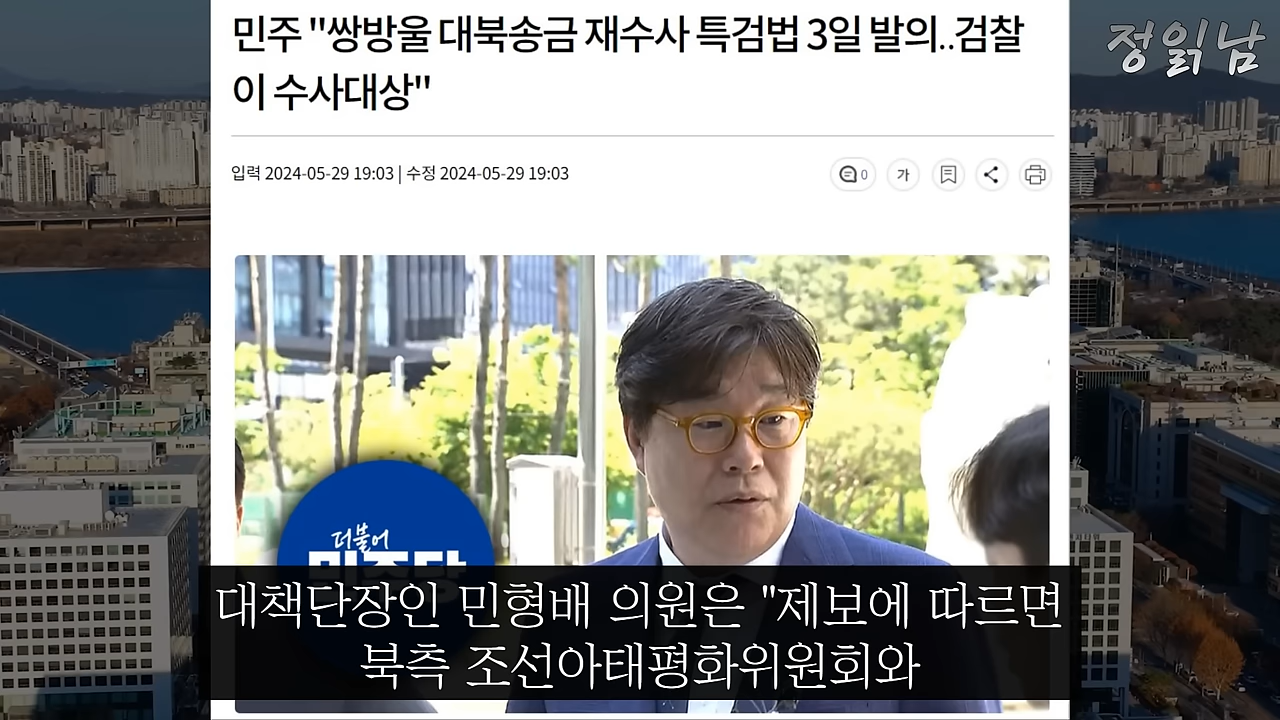 민주 "쌍방울 대북송금 재수사 특검법 3일 발의..검찰
이 수사대상"
정읽남
입력 2024-05-29 19:03 | 수정 2024-05-29 19:03
0
가
더불어
민주당
대책단장인 민형배 의원은 "제보에 따르면
북측 조선아태평화위원회와